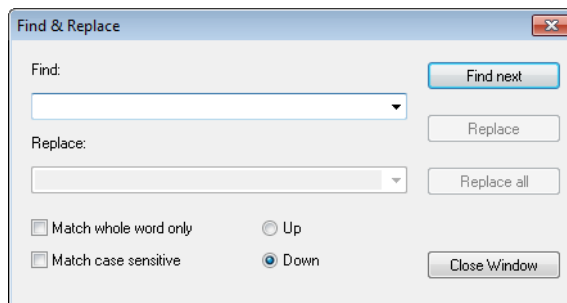 Find & Replace
Find:
Find next
Replace
Replace:
Replace all
Match whole word only
Up
Match case sensitive
Down
Close Window